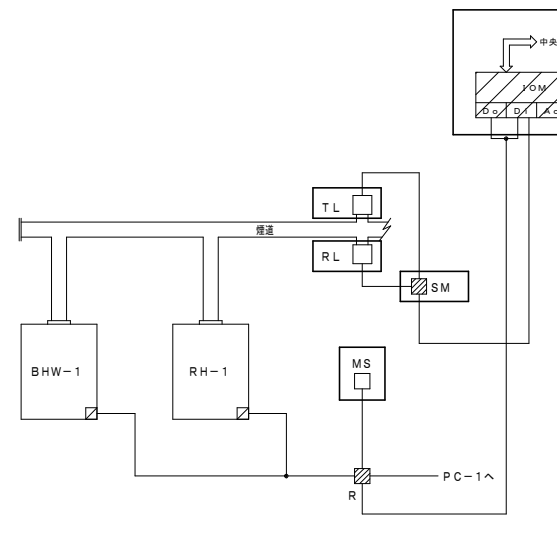 中央
IOM
Do DI Ao
TL
煙道
RL
SM
BHW－1
RH－1
MS
PC－1へ
R